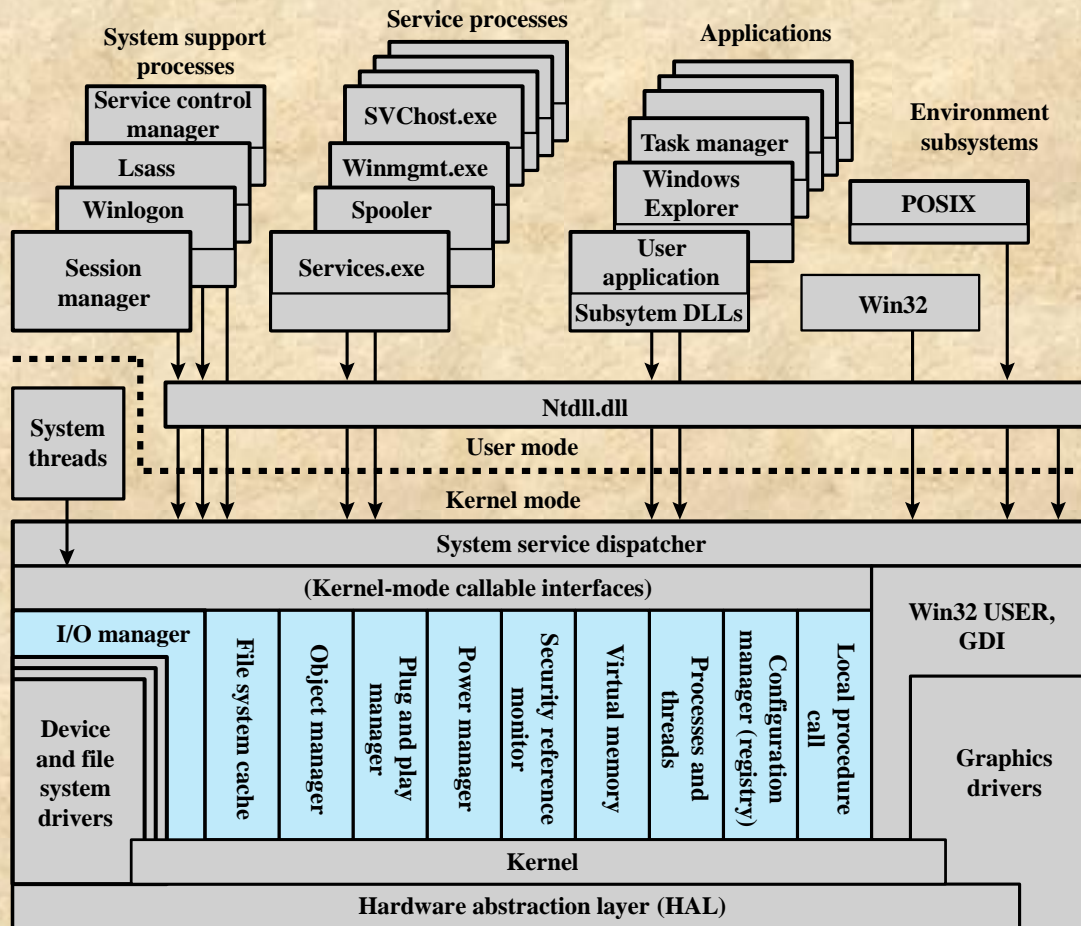 Service processes
System support
processes
Applications
Environment
subsystems
Service control
manager
Lsass
Winlogon
Session
manager
SVChost.exe
Winmgmt.exe
Spooler
Services.exe
Task manager
Windows
Explorer
User
application
Subsytem DLLs
POSIX
Win32
System
threads
Ntdll.dll
User mode
Kernel mode
System service dispatcher
(Kernel-mode callable interfaces)
I/O manager
Device
and file
system
drivers
File system cache
Object manager
Plug and play
manager
Power manager
Security reference
monitor
Virtual memory
Processes and
threads
Configuration
manager (registry)
Local procedure
call
Win32 USER,
GDI
Graphics
drivers
Kernel
Hardware abstraction layer (HAL)